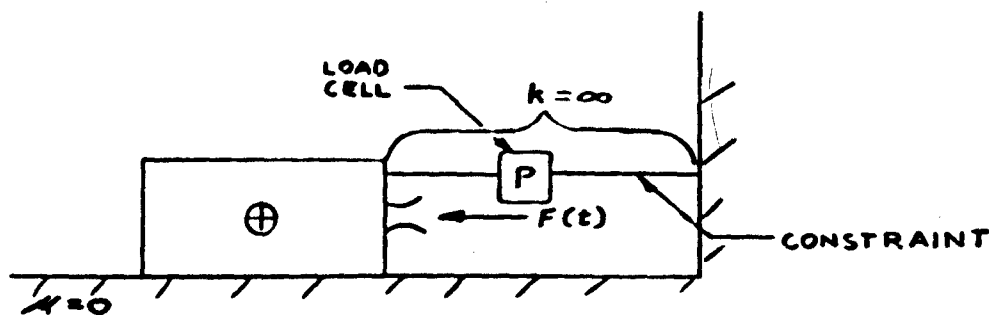 LOAD
CELL
k = ∞
P
F(t)
CONSTRAINT
μ = 0